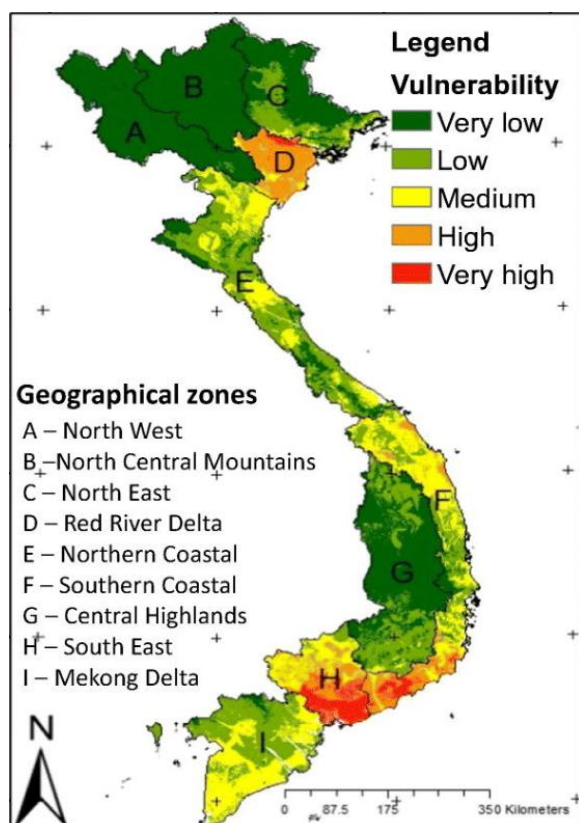 Legend
Vulnerability
Very low
Low
Medium
High
Very high
A
B
C
D
E
F
G
H
I
Geographical zones
A – North West
B –North Central Mountains
C – North East
D – Red River Delta
E – Northern Coastal
F – Southern Coastal
G – Central Highlands
H – South East
I – Mekong Delta
N
0 87.5 175 350 Kilometers